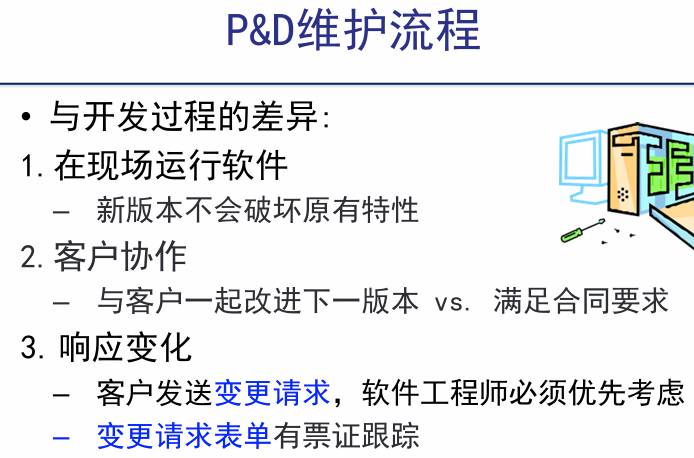 P&D维护流程
• 与开发过程的差异:
1. 在现场运行软件
– 新版本不会破坏原有特性
2. 客户协作
– 与客户一起改进下一版本 vs. 满足合同要求
3. 响应变化
– 客户发送变更请求，软件工程师必须优先考虑
– 变更请求表单有票证跟踪